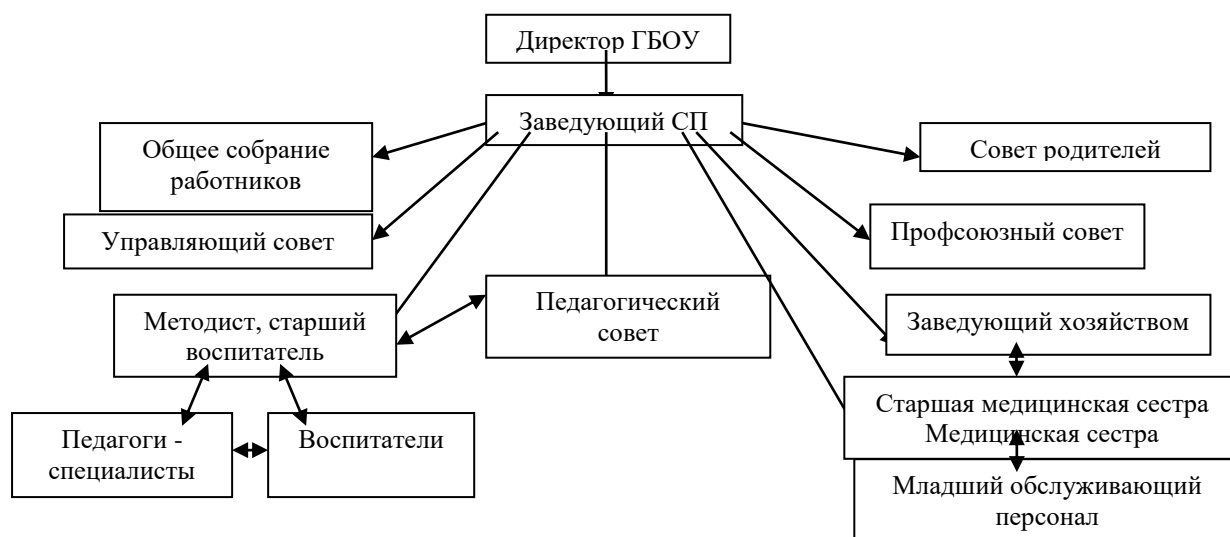 Директор ГБОУ
Заведующий СП
Общее собрание
работников
Совет родителей
Управляющий совет
Профсоюзный совет
Педагогический
совет
Методист, старший
воспитатель
Заведующий хозяйством
Старшая медицинская сестра
Медицинская сестра
Педагоги -
специалисты
Воспитатели
Младший обслуживающий
персонал